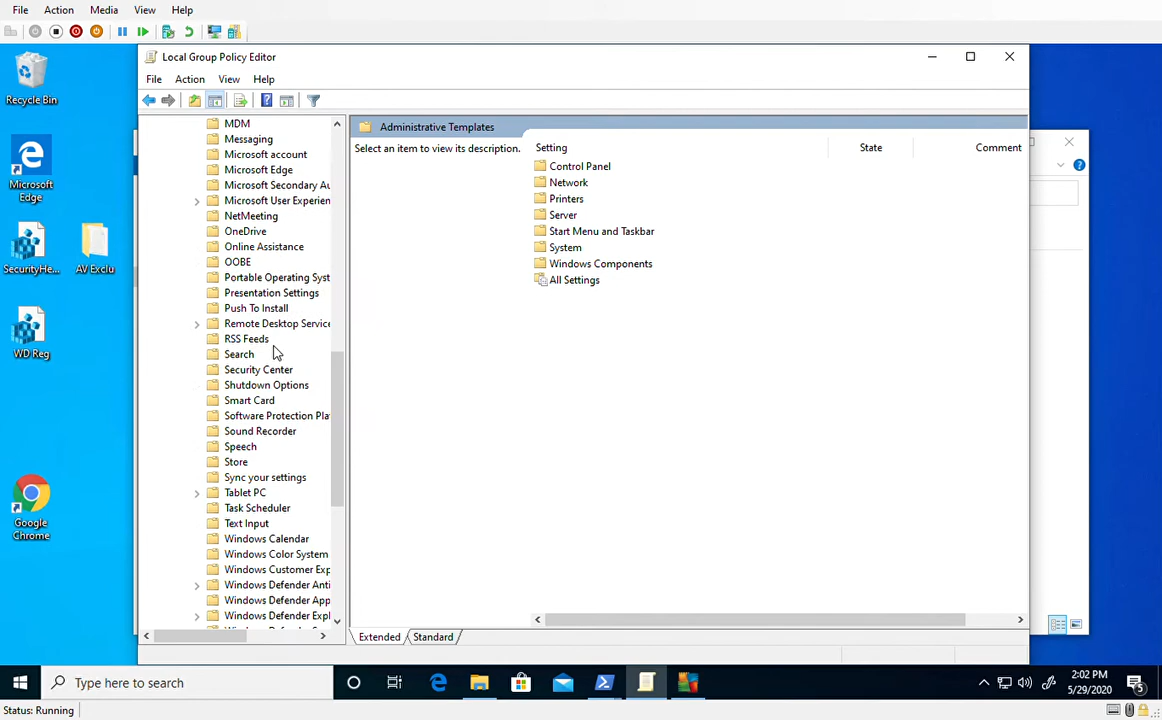 File Action Media View Help
Local Group Policy Editor
File Action View Help
Recycle Bin
Microsoft
Edge
SecurityHe...
AV Exclu
WD Reg
Google
Chrome
MDM
Messaging
Microsoft account
Microsoft Edge
Microsoft Secondary Au
Microsoft User Experien
NetMeeting
OneDrive
Online Assistance
OOBE
Portable Operating Syst
Presentation Settings
Push To Install
Remote Desktop Service
RSS Feeds
Search
Security Center
Shutdown Options
Smart Card
Software Protection Pla
Sound Recorder
Speech
Store
Sync your settings
Tablet PC
Task Scheduler
Text Input
Windows Calendar
Windows Color System
Windows Customer Exp
Windows Defender Anti
Windows Defender App
Windows Defender Expl
Administrative Templates
Select an item to view its description.
Setting State Comment
Control Panel
Network
Printers
Server
Start Menu and Taskbar
System
Windows Components
All Settings
Extended Standard
Type here to search
2:02 PM
5/29/2020
5
Status: Running